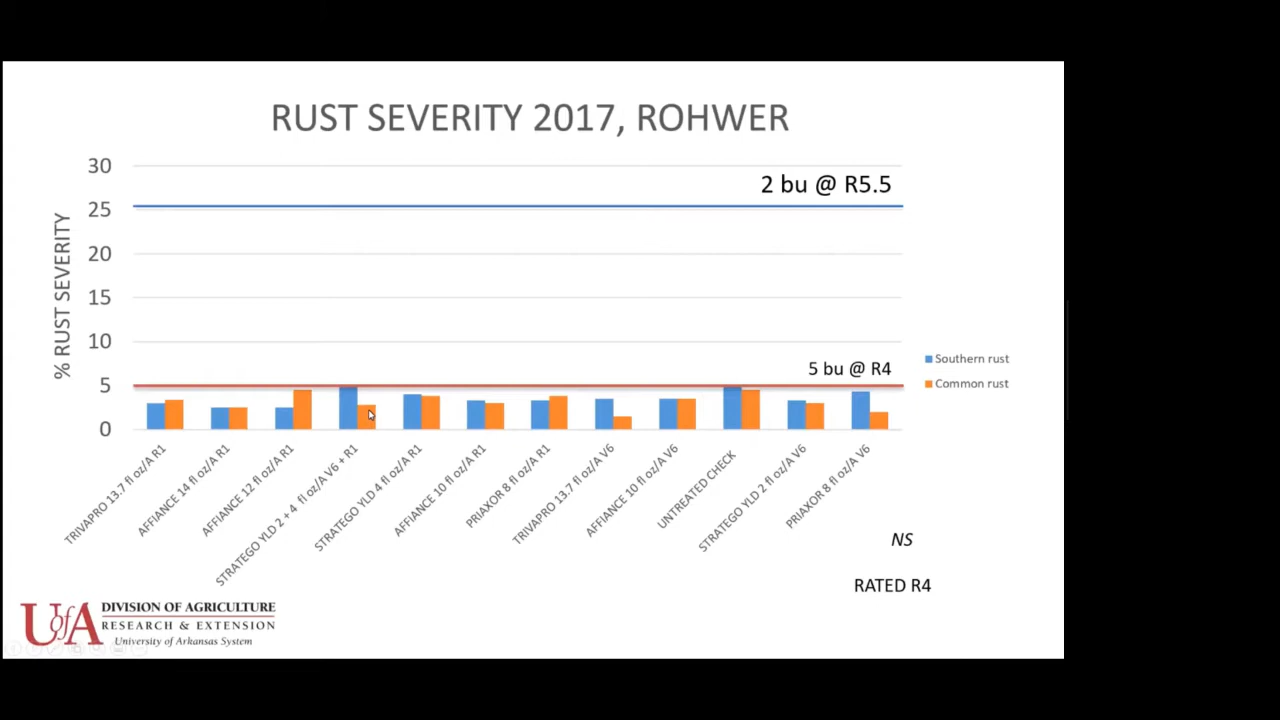 RUST SEVERITY 2017, ROHWER
30
2 bu @ R5.5
25
20
15
10
5 bu @ R4
5
0
% RUST SEVERITY
Southern rust
Common rust
TRIVAPRO 13.7 fl oz/A R1
AFFIANCE 14 fl oz/A R1
AFFIANCE 12 fl oz/A R1
STRATEGO YLD 2 + 4 fl oz/A V6 + R1
STRATEGO YLD 4 fl oz/A R1
AFFIANCE 10 fl oz/A R1
PRIAXOR 8 fl oz/A R1
TRIVAPRO 13.7 fl oz/A V6
AFFIANCE 10 fl oz/A V6
UNTREATED CHECK
STRATEGO YLD 2 fl oz/A V6
PRIAXOR 8 fl oz/A V6
NS
RATED R4
UofA
DIVISION OF AGRICULTURE
RESEARCH & EXTENSION
University of Arkansas System